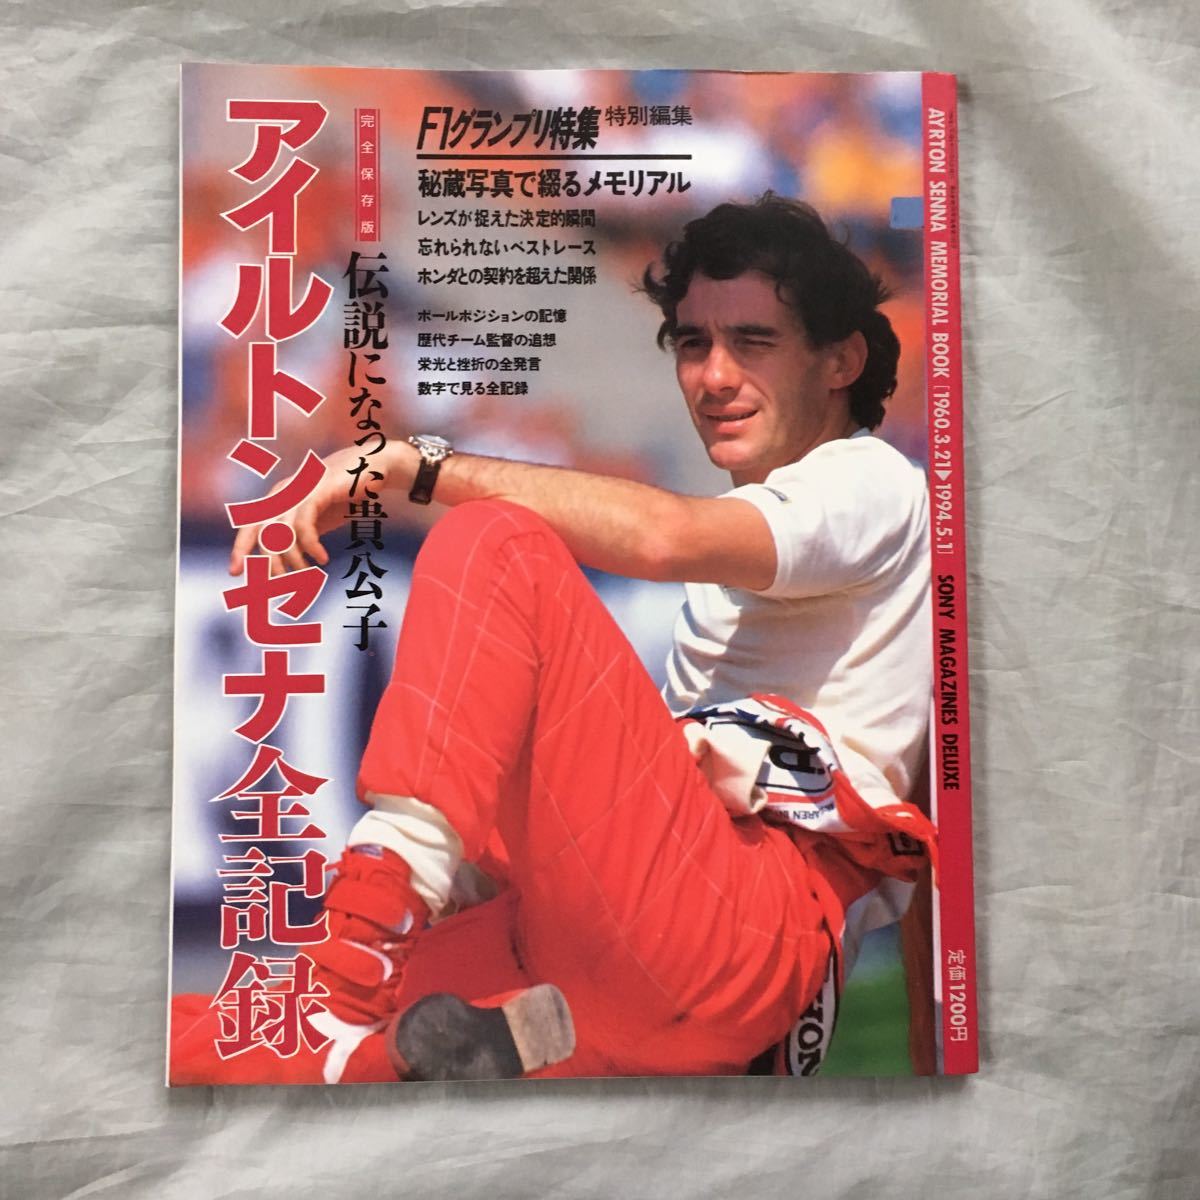 アイルトン・セナ全記録
完全保存版
伝説になった貴公子。
F1グランプリ特集 特別編集
秘蔵写真で綴るメモリアル
レンズが捉えた決定的瞬間
忘れられないベストレース
ホンダとの契約を超えた関係
ポールポジションの記憶
歴代チーム監督の追想
栄光と挫折の全発言
数字で見る全記録
AYRTON SENNA MEMORIAL BOOK [1960.3.21▶1994.5.1] SONY MAGAZINES DELUXE
定価1200円